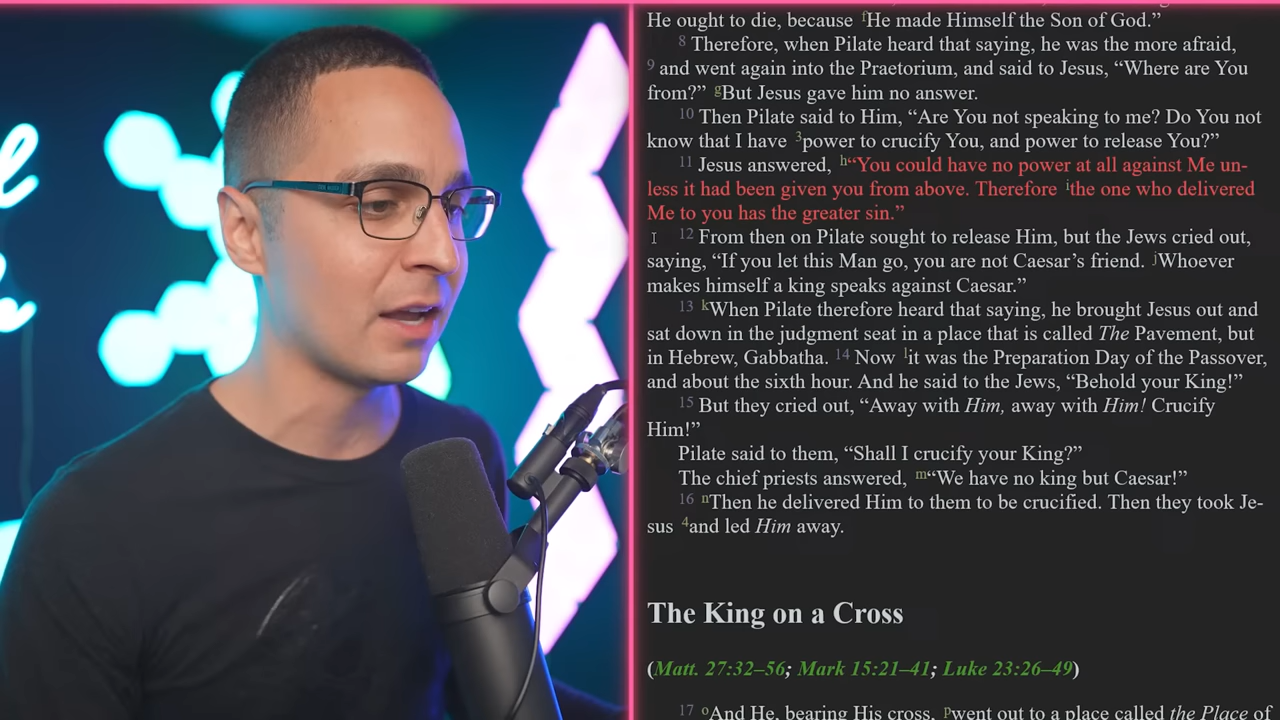 He ought to die, because fHe made Himself the Son of God.”
8 Therefore, when Pilate heard that saying, he was the more afraid,
9 and went again into the Praetorium, and said to Jesus, “Where are You
from?” gBut Jesus gave him no answer.
10 Then Pilate said to Him, “Are You not speaking to me? Do You not
know that I have 3power to crucify You, and power to release You?”
11 Jesus answered, h“You could have no power at all against Me un-
less it had been given you from above. Therefore ithe one who delivered
Me to you has the greater sin.”
12 From then on Pilate sought to release Him, but the Jews cried out,
saying, “If you let this Man go, you are not Caesar’s friend. jWhoever
makes himself a king speaks against Caesar.”
13 kWhen Pilate therefore heard that saying, he brought Jesus out and
sat down in the judgment seat in a place that is called The Pavement, but
in Hebrew, Gabbatha. 14 Now lit was the Preparation Day of the Passover,
and about the sixth hour. And he said to the Jews, “Behold your King!”
15 But they cried out, “Away with Him, away with Him! Crucify
Him!”
Pilate said to them, “Shall I crucify your King?”
The chief priests answered, m“We have no king but Caesar!”
16 nThen he delivered Him to them to be crucified. Then they took Je-
sus 4and led Him away.
The King on a Cross
(Matt. 27:32–56; Mark 15:21–41; Luke 23:26–49)
17 oAnd He, bearing His cross, pwent out to a place called the Place of